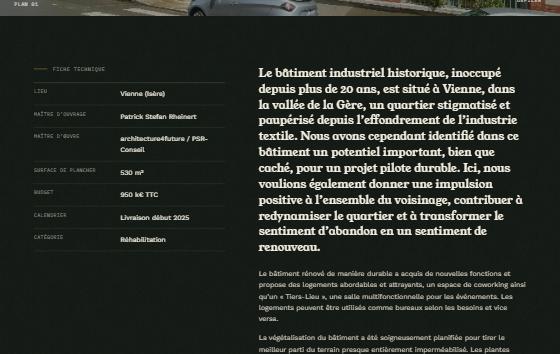 PLAN 01
FICHE TECHNIQUE
LIEU
Vienne (Isère)
MAÎTRE D'OUVRAGE
Patrick Stefan Rheinert
MAÎTRE D'ŒUVRE
architecture4future / PSR-
Conseil
SURFACE DE PLANCHER
530 m²
BUDGET
950 k€ TTC
CALENDRIER
Livraison début 2025
CATÉGORIE
Réhabilitation
Le bâtiment industriel historique, inoccupé
depuis plus de 20 ans, est situé à Vienne, dans
la vallée de la Gère, un quartier stigmatisé et
paupérisé depuis l'effondrement de l'industrie
textile. Nous avons cependant identifié dans ce
bâtiment un potentiel important, bien que
caché, pour un projet pilote durable. Ici, nous
voulions également donner une impulsion
positive à l'ensemble du voisinage, contribuer à
redynamiser le quartier et à transformer le
sentiment d'abandon en un sentiment de
renouveau.
Le bâtiment rénové de manière durable a acquis de nouvelles fonctions et
propose des logements abordables et attrayants, un espace de coworking ainsi
qu'un « Tiers-Lieu », une salle multifonctionnelle pour les événements. Les
logements peuvent être utilisés comme bureaux selon les besoins et vice
versa.
La végétalisation du bâtiment a été soigneusement planifiée pour tirer le
meilleur parti du terrain presque entièrement imperméabilisé. Les plantes